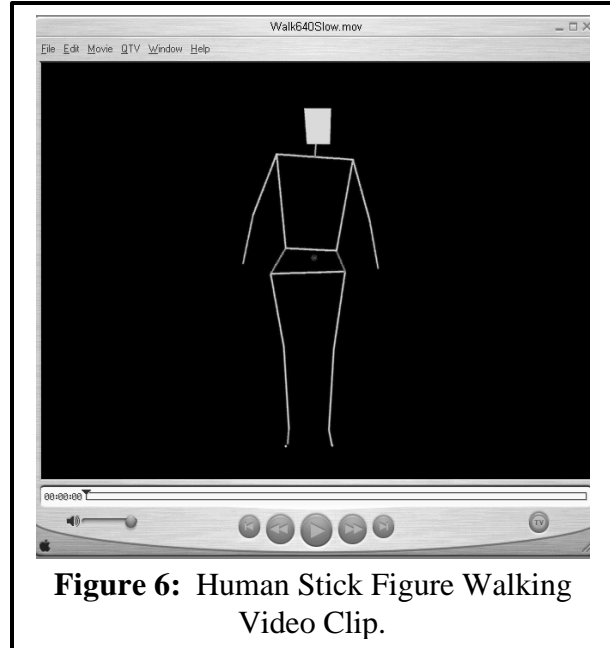 Walk640Slow.mov
File Edit Movie QTV Window Help
00:00:00
TV
Figure 6: Human Stick Figure Walking
Video Clip.